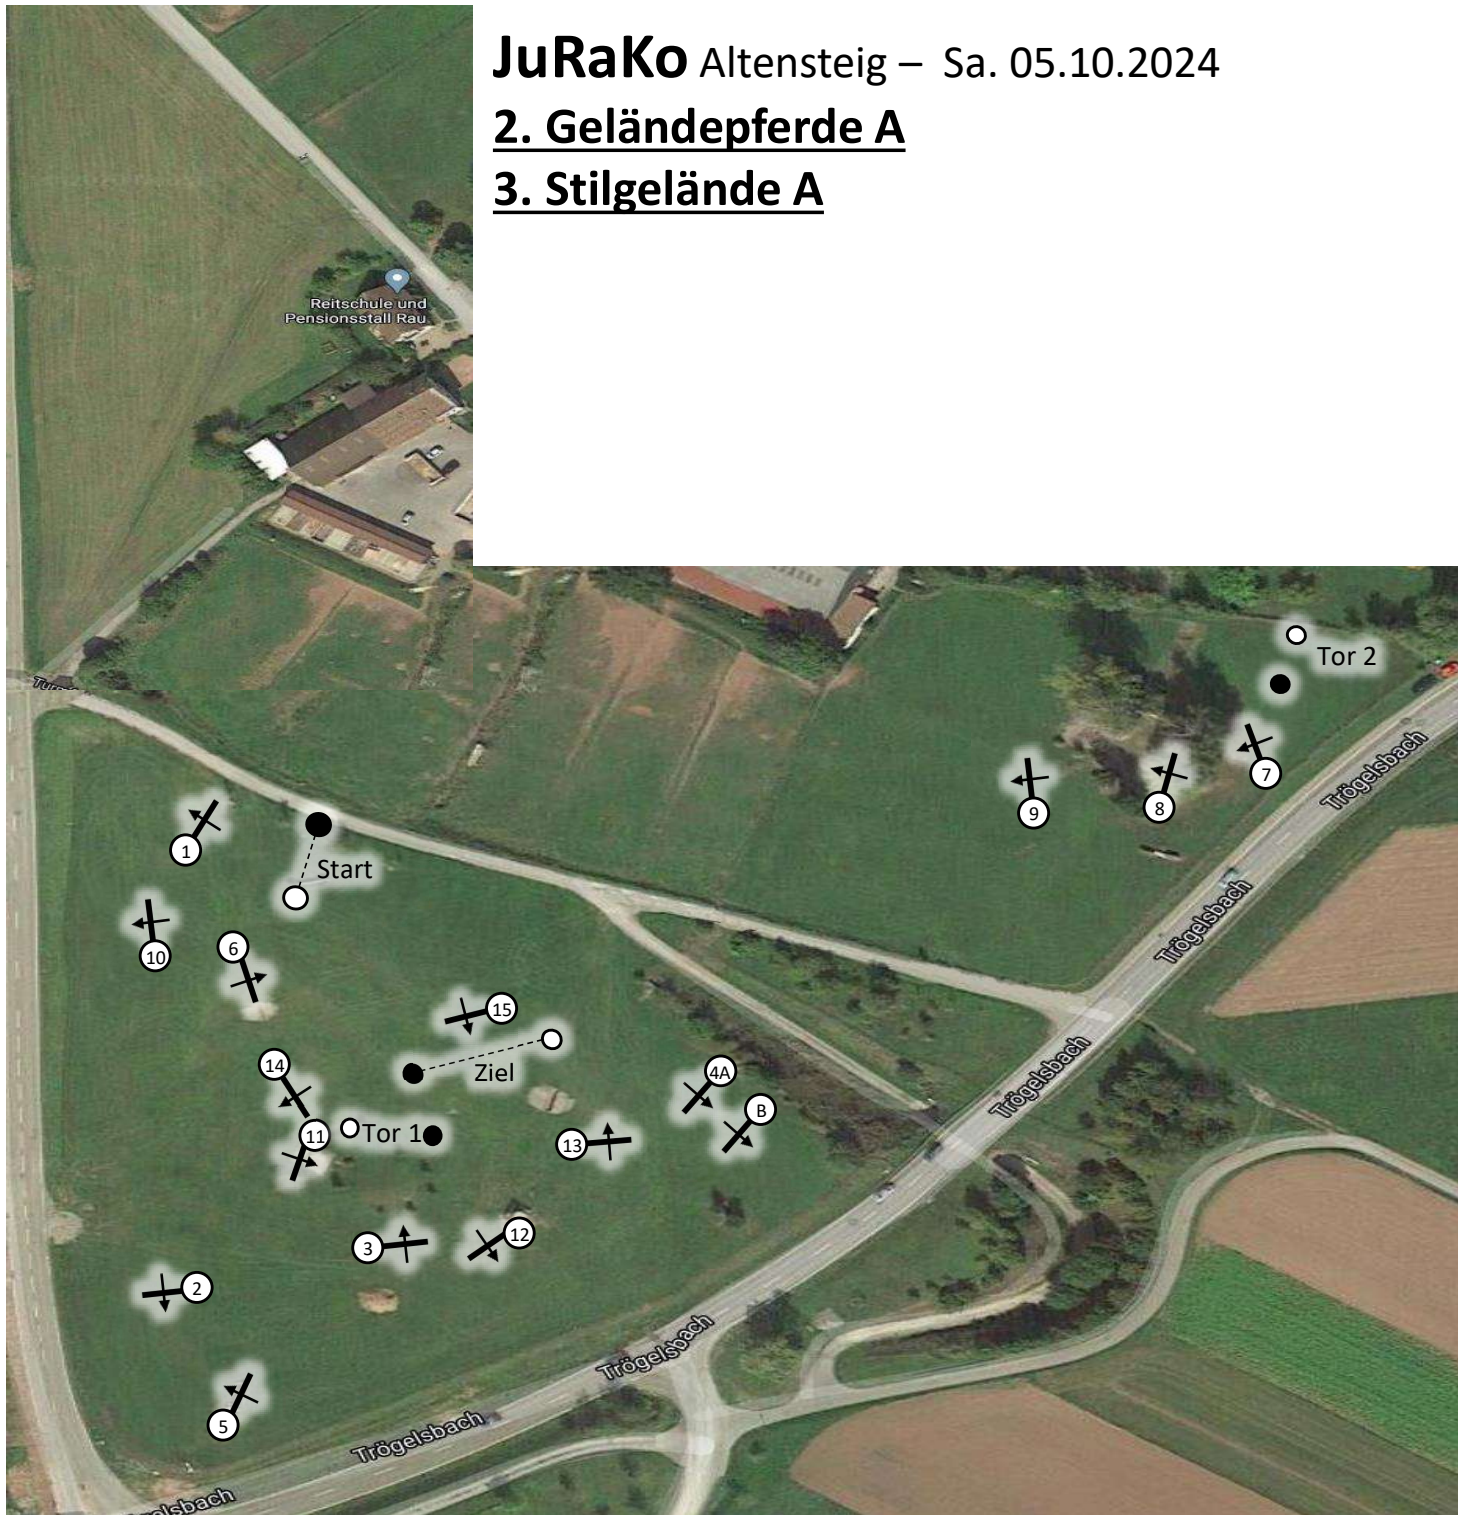 JuRaKo Altensteig – Sa. 05.10.2024
2. Geländepferde A
3. Stilgelände A
Reitschule und
Pensionsstall Rau
Tor 2
Trögelsbach
7
9
8
1
Start
Trögelsbach
10
6
15
Trögelsbach
14
Ziel
4A
B
11
Tor 1
13
3
12
2
Trögelsbach
5
Trögelsbach